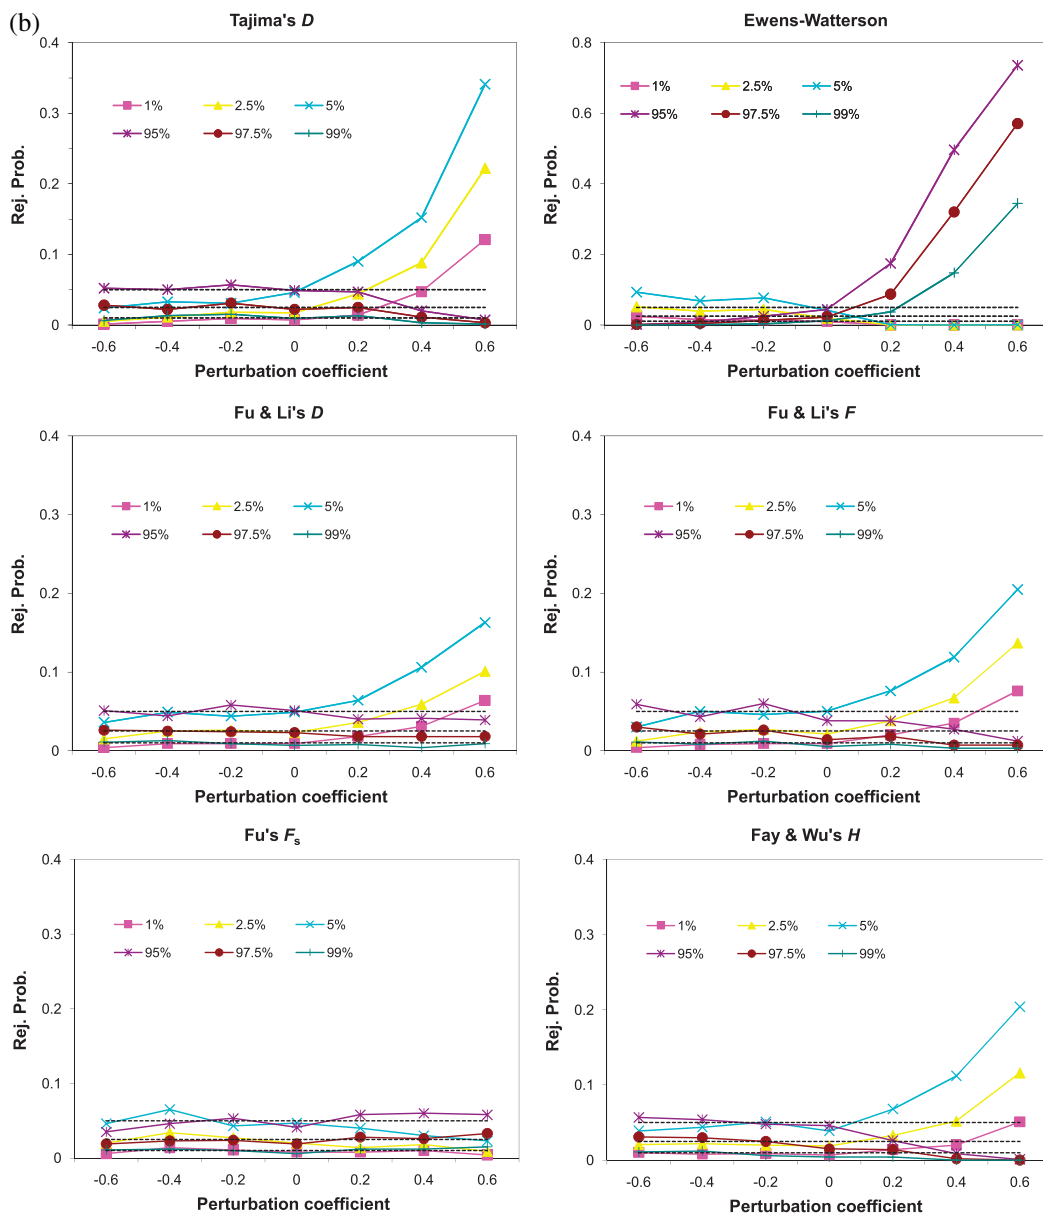 (b)
Tajima's D
0.4
0.3
0.2
0.1
0
Rej. Prob.
1% 2.5% 5%
95% 97.5% 99%
-0.6 -0.4 -0.2 0 0.2 0.4 0.6
Perturbation coefficient
Ewens-Watterson
0.8
0.6
0.4
0.2
0
Rej. Prob.
1% 2.5% 5%
95% 97.5% 99%
-0.6 -0.4 -0.2 0 0.2 0.4 0.6
Perturbation coefficient
Fu & Li's D
0.4
0.3
0.2
0.1
0
Rej. Prob.
1% 2.5% 5%
95% 97.5% 99%
-0.6 -0.4 -0.2 0 0.2 0.4 0.6
Perturbation coefficient
Fu & Li's F
0.4
0.3
0.2
0.1
0
Rej. Prob.
1% 2.5% 5%
95% 97.5% 99%
-0.6 -0.4 -0.2 0 0.2 0.4 0.6
Perturbation coefficient
Fu's Fs
0.4
0.3
0.2
0.1
0
Rej. Prob.
1% 2.5% 5%
95% 97.5% 99%
-0.6 -0.4 -0.2 0 0.2 0.4 0.6
Perturbation coefficient
Fay & Wu's H
0.4
0.3
0.2
0.1
0
Rej. Prob.
1% 2.5% 5%
95% 97.5% 99%
-0.6 -0.4 -0.2 0 0.2 0.4 0.6
Perturbation coefficient